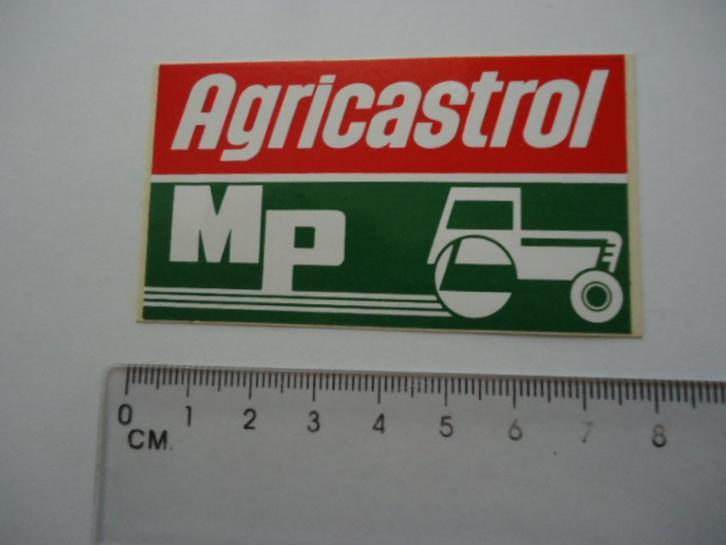 Agricastrol
MP
0 1 2 3 4 5 6 7 8
CM.